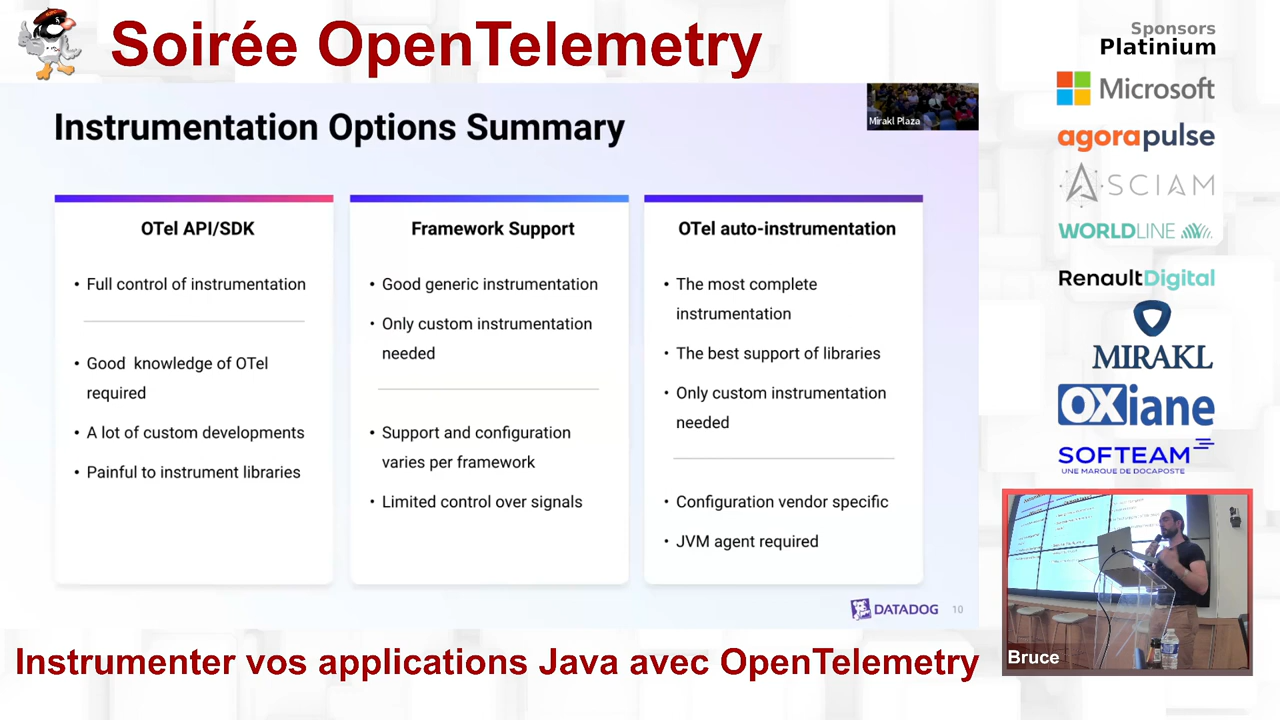 Soirée OpenTelemetry
Sponsors
Platinium
Microsoft
agorapulse
ASCIAM
WORLDLINE
RenaultDigital
MIRAKL
OXiane
SOFTEAM
UNE MARQUE DE DOCAPOSTE
Mirakl Plaza
Instrumentation Options Summary
OTel API/SDK
• Full control of instrumentation
• Good knowledge of OTel
required
• A lot of custom developments
• Painful to instrument libraries
Framework Support
• Good generic instrumentation
• Only custom instrumentation
needed
• Support and configuration
varies per framework
• Limited control over signals
OTel auto-instrumentation
• The most complete
instrumentation
• The best support of libraries
• Only custom instrumentation
needed
• Configuration vendor specific
• JVM agent required
DATADOG
10
Bruce
Instrumenter vos applications Java avec OpenTelemetry